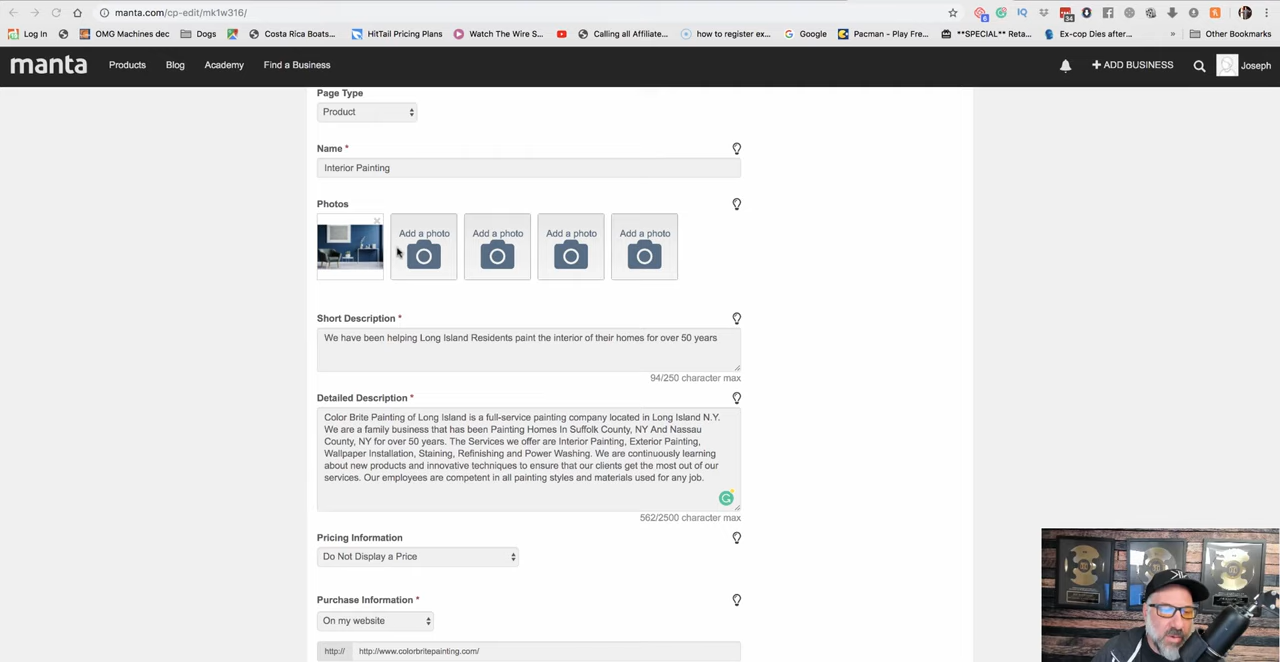 manta.com/cp-edit/mk1w316/
6
34
Log In
OMG Machines dec
Dogs
Costa Rica Boats...
HitTail Pricing Plans
Watch The Wire S...
Calling all Affiliate...
how to register ex...
Google
Pacman - Play Fre...
**SPECIAL** Reta...
Ex-cop Dies after...
»
Other Bookmarks
manta
Products
Blog
Academy
Find a Business
+ ADD BUSINESS
Joseph
Page Type
Product
Name *
Interior Painting
Photos
Add a photo
Add a photo
Add a photo
Add a photo
Short Description *
We have been helping Long Island Residents paint the interior of their homes for over 50 years
94/250 character max
Detailed Description *
Color Brite Painting of Long Island is a full-service painting company located in Long Island N.Y.
We are a family business that has been Painting Homes In Suffolk County, NY And Nassau
County, NY for over 50 years. The Services we offer are Interior Painting, Exterior Painting,
Wallpaper Installation, Staining, Refinishing and Power Washing. We are continuously learning
about new products and innovative techniques to ensure that our clients get the most out of our
services. Our employees are competent in all painting styles and materials used for any job.
562/2500 character max
Pricing Information
Do Not Display a Price
Purchase Information *
On my website
http://
http://www.colorbritepainting.com/